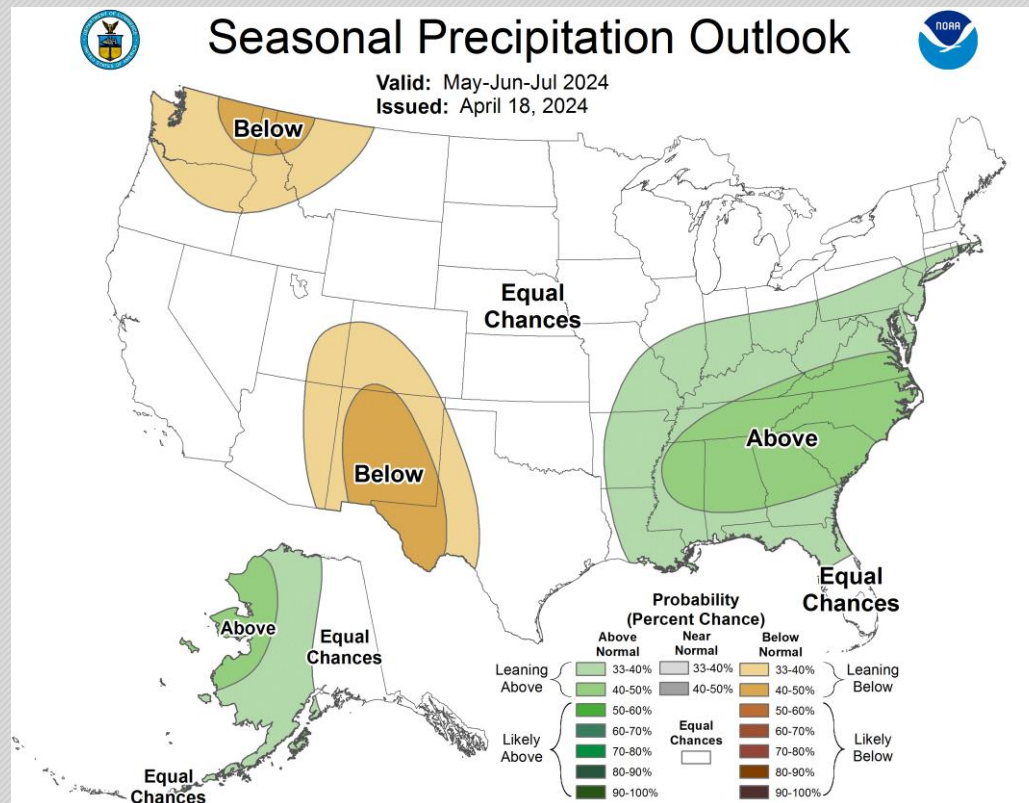 Seasonal Precipitation Outlook
NOAA
Valid: May-Jun-Jul 2024
Issued: April 18, 2024
Below
Equal
Chances
Below
Above
Above
Equal
Chances
Equal
Chances
Equal
Chances
Probability
(Percent Chance)
Above
Normal
Near
Normal
Below
Normal
Leaning
Above
33-40% 33-40% 33-40%
40-50% 40-50% 40-50%
Leaning
Below
Likely
Above
50-60% 50-60%
60-70% 60-70%
70-80% 70-80%
80-90% 80-90%
90-100% 90-100%
Equal
Chances
Likely
Below